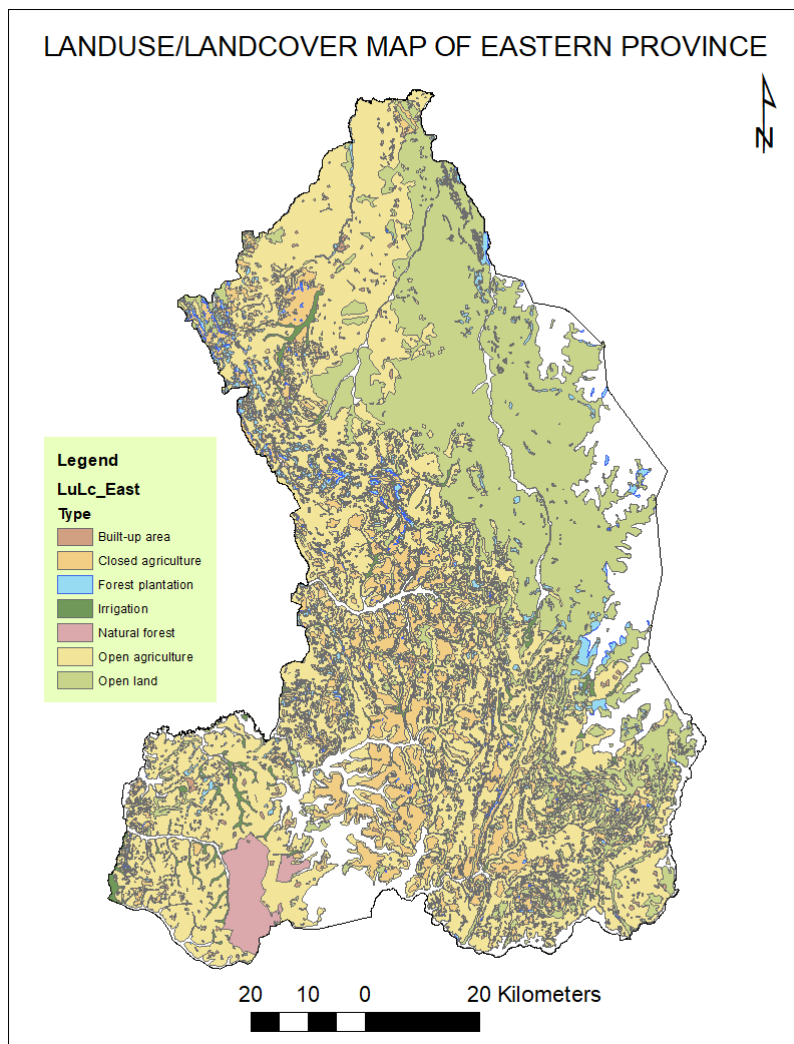 LANDUSE/LANDCOVER MAP OF EASTERN PROVINCE
N
Legend
LuLc_East
Type
Built-up area
Closed agriculture
Forest plantation
Irrigation
Natural forest
Open agriculture
Open land
20 10 0 20 Kilometers